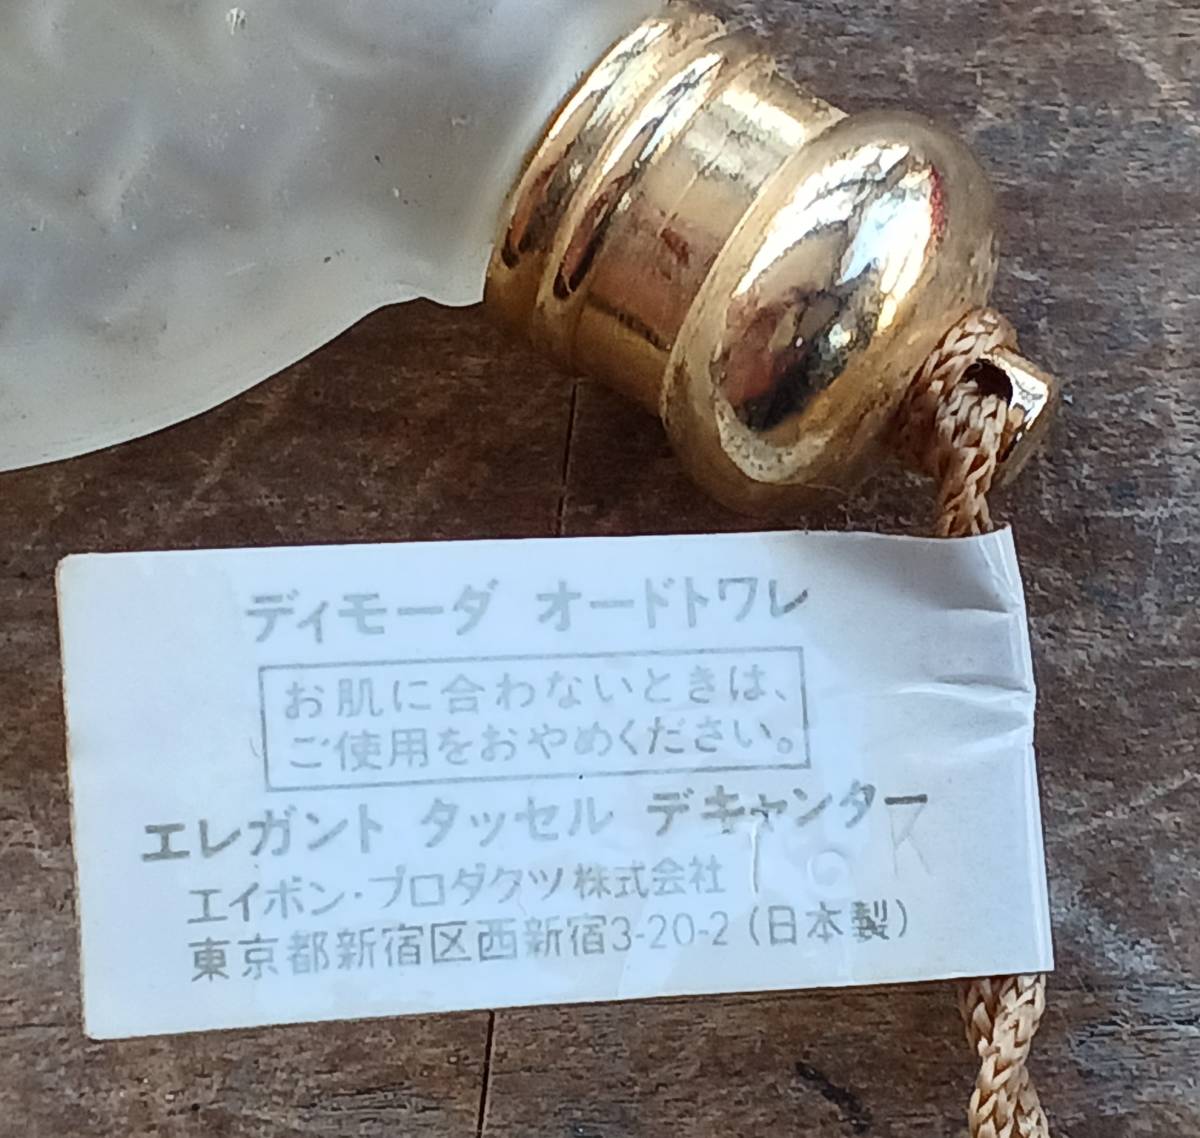 ディモーダ オードトワレ
お肌に合わないときは、
ご使用をおやめください。
エレガント タッセル デキャンター
エイボン・プロダクツ株式会社
東京都新宿区西新宿3-20-2(日本製)